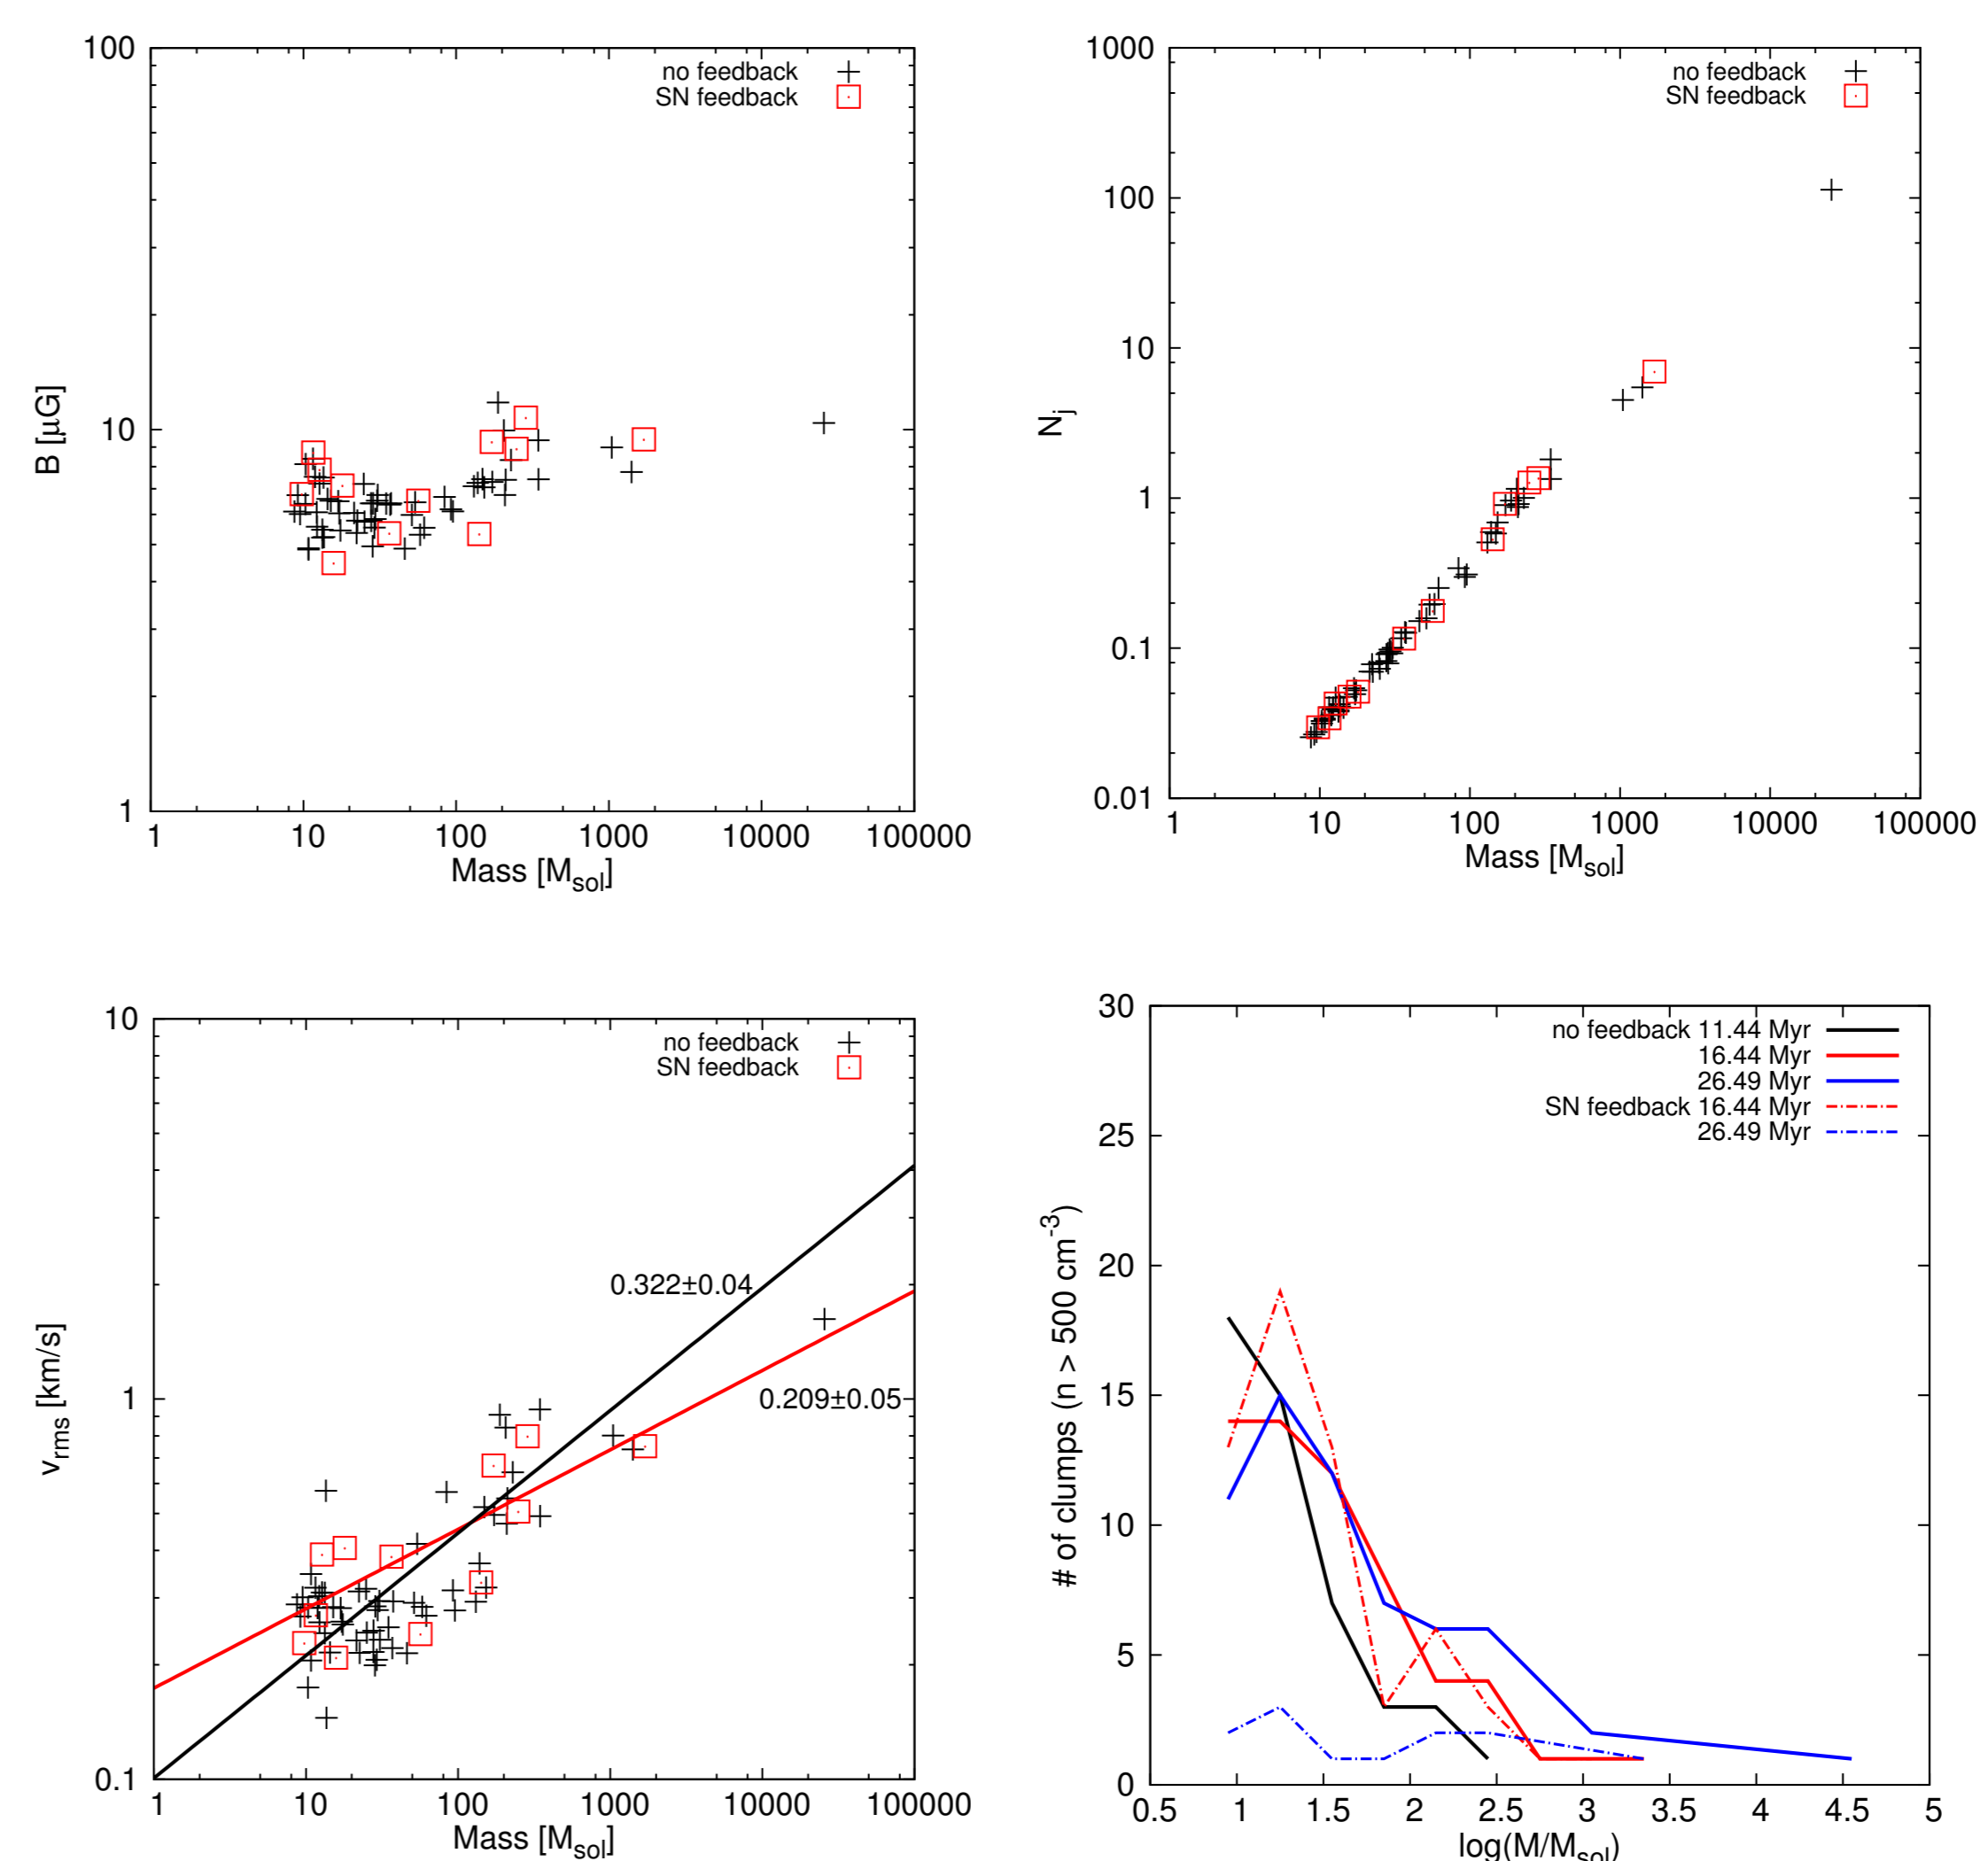 100
10
1
B [μG]
no feedback
SN feedback
1 10 100 1000 10000 100000
Mass [Msol]
1000
100
10
1
0.1
0.01
Nj
no feedback
SN feedback
1 10 100 1000 10000 100000
Mass [Msol]
10
1
0.1
vrms [km/s]
no feedback
SN feedback
0.322±0.04
0.209±0.05
1 10 100 1000 10000 100000
Mass [Msol]
30
25
20
15
10
5
0
# of clumps (n > 500 cm-3)
no feedback 11.44 Myr
16.44 Myr
26.49 Myr
SN feedback 16.44 Myr
26.49 Myr
0.5 1 1.5 2 2.5 3 3.5 4 4.5 5
log(M/Msol)